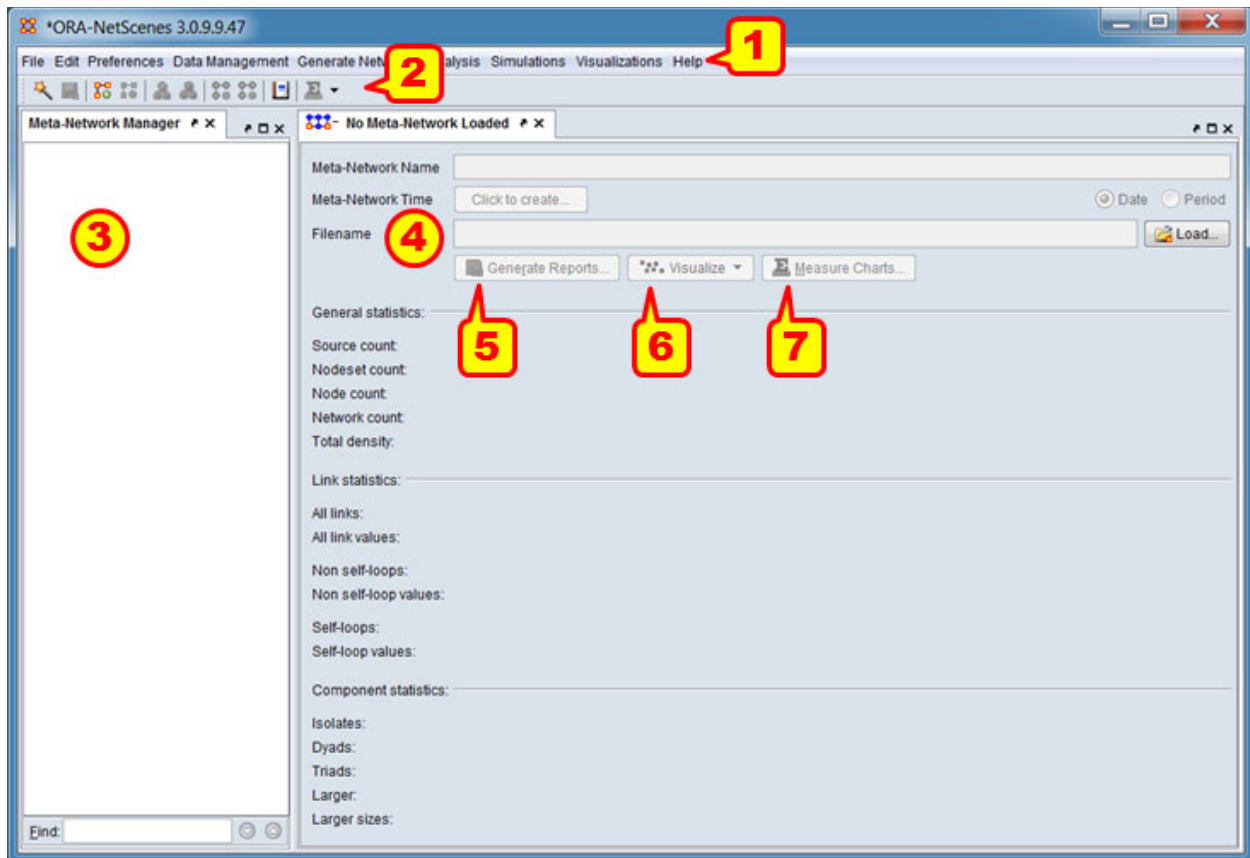 *ORA-NetScenes 3.0.9.9.47
1
File Edit Preferences Data Management Generate Net alysis Simulations Visualizations Help
2
Meta-Network Manager
No Meta-Network Loaded
Meta-Network Name
Meta-Network Time Click to create... Date Period
3
4
Filename Load...
Generate Reports... Visualize Measure Charts...
General statistics:
5 6 7
Source count:
Nodeset count:
Node count:
Network count:
Total density:
Link statistics:
All links:
All link values:
Non self-loops:
Non self-loop values:
Self-loops:
Self-loop values:
Component statistics:
Isolates:
Dyads:
Triads:
Larger:
Larger sizes:
Find: